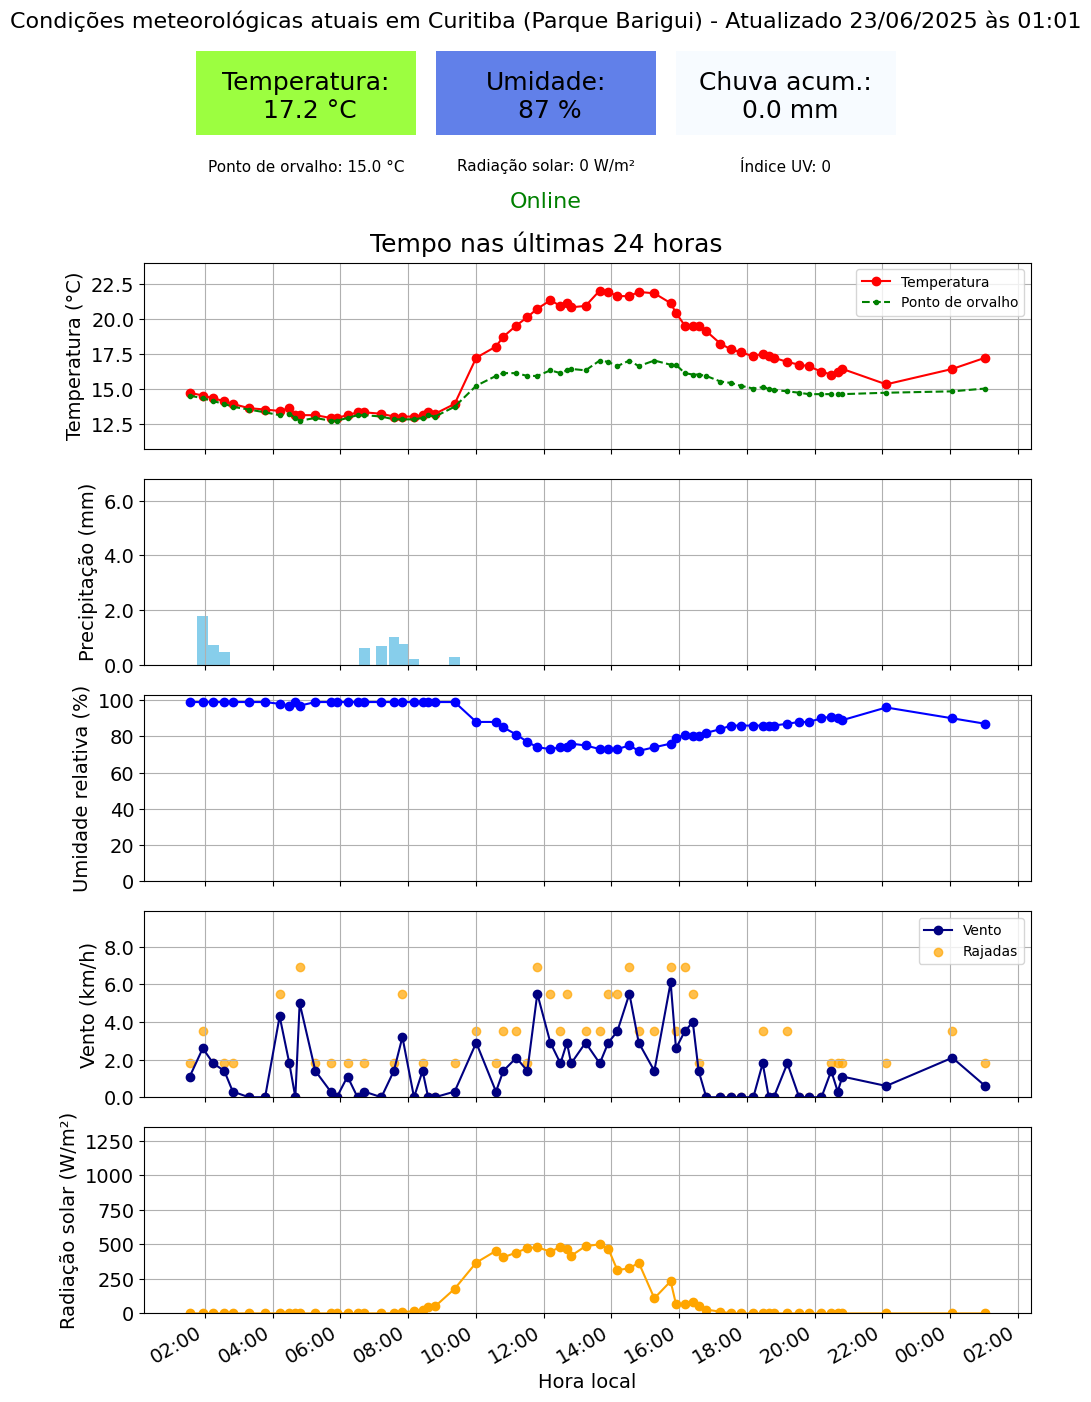 Condições meteorológicas atuais em Curitiba (Parque Barigui) - Atualizado 23/06/2025 às 01:01
Temperatura:
17.2 °C
Umidade:
87 %
Chuva acum.:
0.0 mm
Ponto de orvalho: 15.0 °C
Radiação solar: 0 W/m²
Índice UV: 0
Online
Tempo nas últimas 24 horas
Temperatura (°C)
22.5
20.0
17.5
15.0
12.5
Temperatura
Ponto de orvalho
Precipitação (mm)
6.0
4.0
2.0
0.0
Umidade relativa (%)
100
80
60
40
20
0
Vento (km/h)
8.0
6.0
4.0
2.0
0.0
Vento
Rajadas
Radiação solar (W/m²)
1250
1000
750
500
250
0
02:00 04:00 06:00 08:00 10:00 12:00 14:00 16:00 18:00 20:00 22:00 00:00 02:00
Hora local